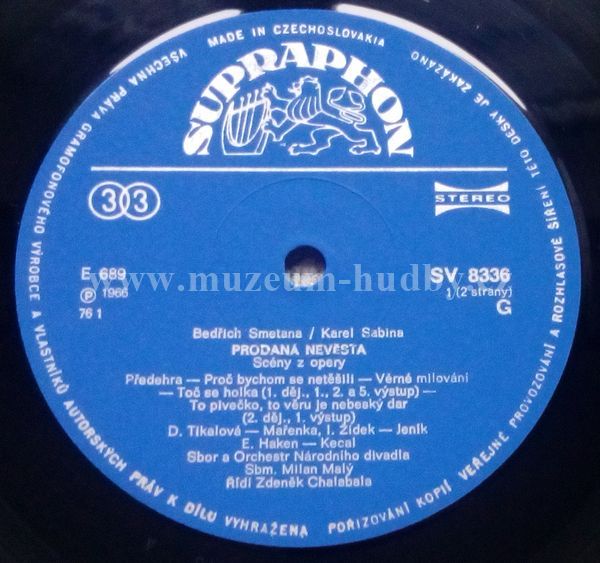 MADE IN CZECHOSLOVAKIA
VŠECHNA PRÁVA GRAMOFONOVÉHO VÝROBCE A VLASTNÍKŮ AUTORSKÝCH PRÁV K DÍLU VYHRAŽENA POŘIZOVÁNÍ KOPIÍ VEŘEJNÉ PROVOZOVÁNÍ A ROZHLASOVÉ ŠÍŘENÍ TÉTO DESKY JE ZAKÁZÁNO
SUPRAPHON
33
STEREO
E 689
SV 8336
Ⓟ 1966
1 (2 strany)
76 1
G
www.muzeum-hudby.cz
Bedřich Smetana / Karel Sabina
PRODANÁ NEVĚSTA
Scény z opery
Předehra — Proč bychom se netěšili — Věrné milování
— Toč se holka (1. děj., 1., 2. a 5. výstup) —
To pivečko, to věru je nebeský dar
(2. děj., 1. výstup)
D. Tikalová — Mařenka, I. Žídek — Jeník
E. Haken — Kecal
Sbor a Orchestr Národního divadla
Sbm. Milan Malý
Řídí Zdeněk Chalabala